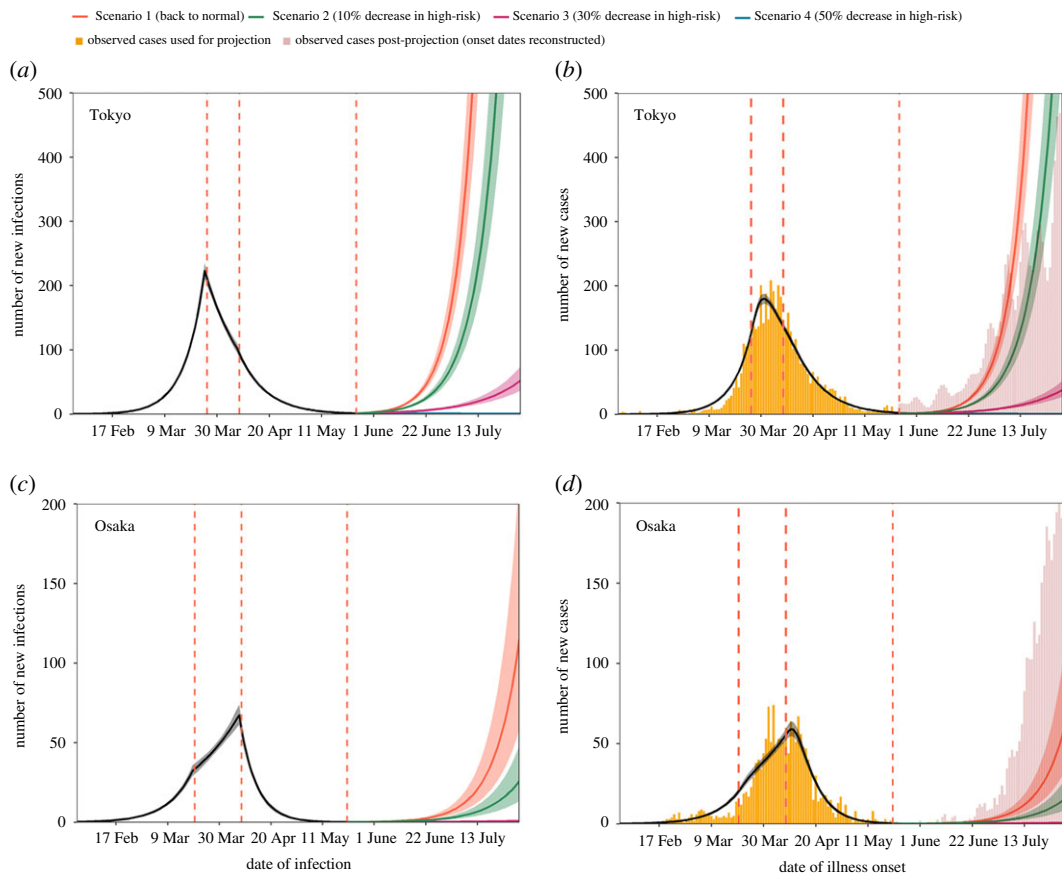 Scenario 1 (back to normal) Scenario 2 (10% decrease in high-risk) Scenario 3 (30% decrease in high-risk) Scenario 4 (50% decrease in high-risk)
observed cases used for projection observed cases post-projection (onset dates reconstructed)
(a)
Tokyo
number of new infections
500
400
300
200
100
0
17 Feb 9 Mar 30 Mar 20 Apr 11 May 1 June 22 June 13 July
(b)
Tokyo
number of new cases
500
400
300
200
100
0
17 Feb 9 Mar 30 Mar 20 Apr 11 May 1 June 22 June 13 July
(c)
Osaka
number of new infections
200
150
100
50
0
17 Feb 9 Mar 30 Mar 20 Apr 11 May 1 June 22 June 13 July
date of infection
(d)
Osaka
number of new cases
200
150
100
50
0
17 Feb 9 Mar 30 Mar 20 Apr 11 May 1 June 22 June 13 July
date of illness onset